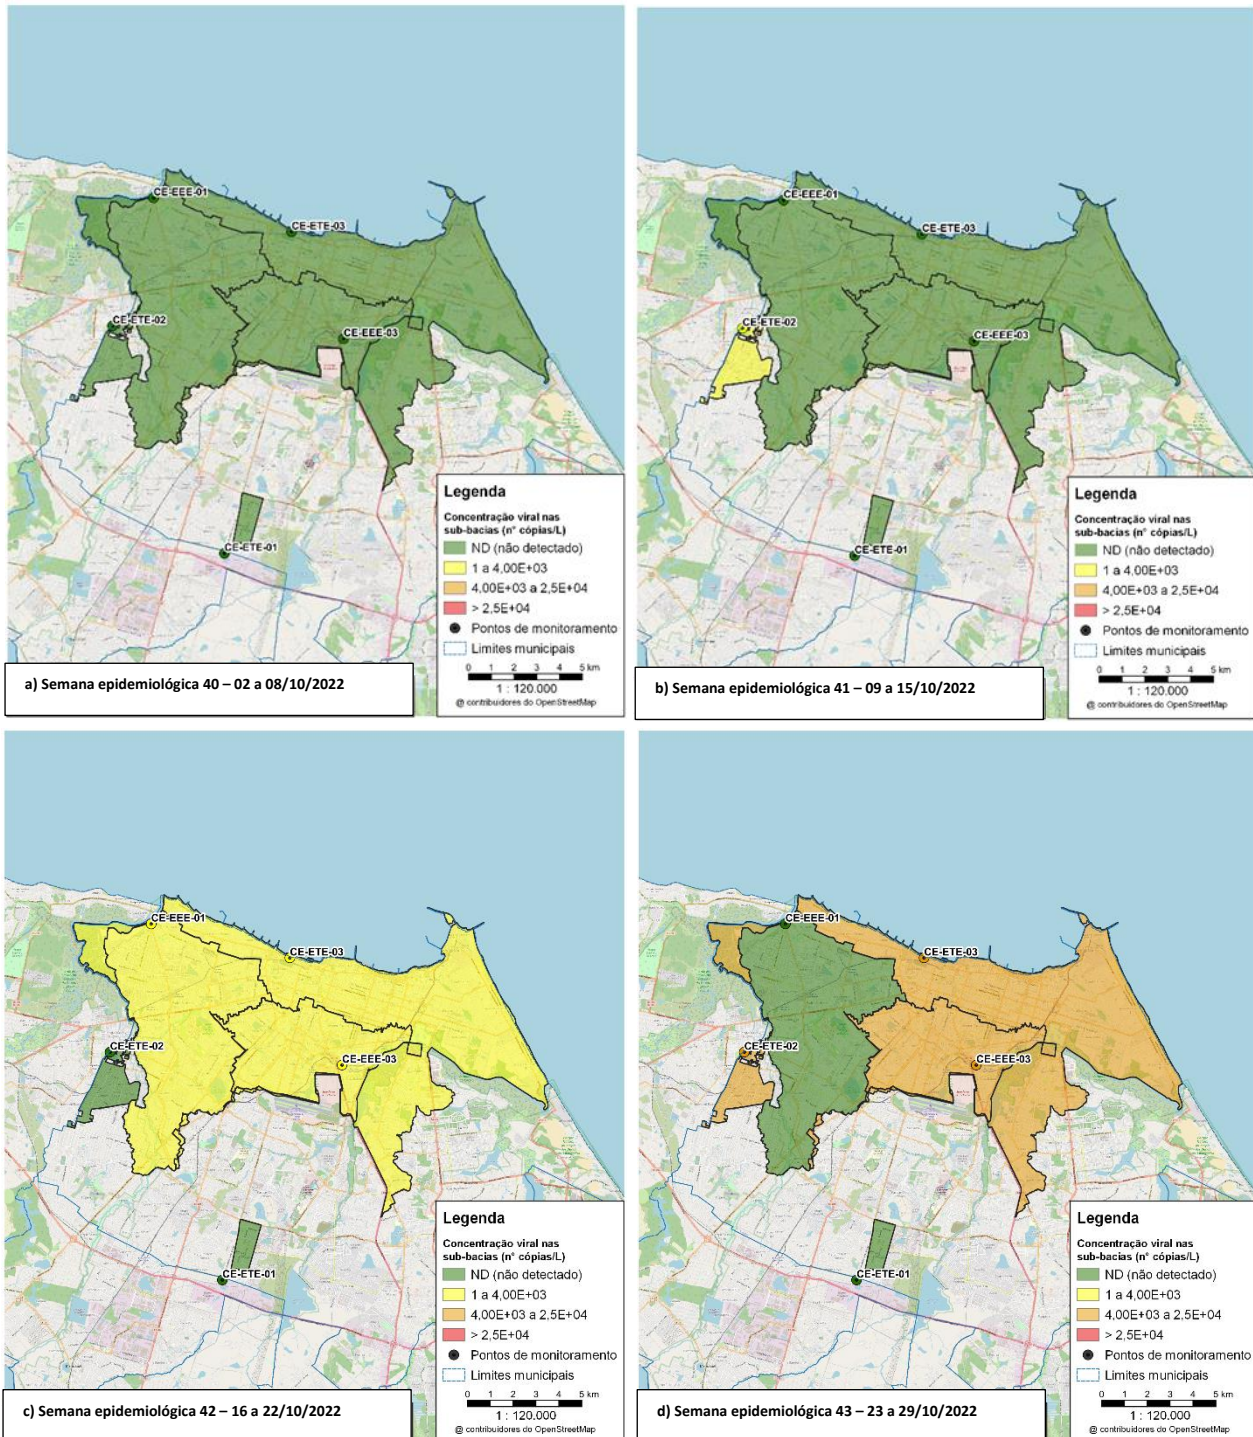 CE-EEE-01
CE-ETE-03
CE-ETE-02
CE-EEE-03
CE-ETE-01
Legenda
Concentração viral nas
sub-bacias (n° cópias/L)
ND (não detectado)
1 a 4,00E+03
4,00E+03 a 2,5E+04
> 2,5E+04
Pontos de monitoramento
Limites municipais
0 1 2 3 4 5 km
1 : 120.000
@ contribuidores do OpenStreetMap
a) Semana epidemiológica 40 – 02 a 08/10/2022
CE-EEE-01
CE-ETE-03
CE-ETE-02
CE-EEE-03
CE-ETE-01
Legenda
Concentração viral nas
sub-bacias (n° cópias/L)
ND (não detectado)
1 a 4,00E+03
4,00E+03 a 2,5E+04
> 2,5E+04
Pontos de monitoramento
Limites municipais
0 1 2 3 4 5 km
1 : 120.000
@ contribuidores do OpenStreetMap
b) Semana epidemiológica 41 – 09 a 15/10/2022
CE-EEE-01
CE-ETE-03
CE-ETE-02
CE-EEE-03
CE-ETE-01
Legenda
Concentração viral nas
sub-bacias (n° cópias/L)
ND (não detectado)
1 a 4,00E+03
4,00E+03 a 2,5E+04
> 2,5E+04
Pontos de monitoramento
Limites municipais
0 1 2 3 4 5 km
1 : 120.000
@ contribuidores do OpenStreetMap
c) Semana epidemiológica 42 – 16 a 22/10/2022
CE-EEE-01
CE-ETE-03
CE-ETE-02
CE-EEE-03
CE-ETE-01
Legenda
Concentração viral nas
sub-bacias (n° cópias/L)
ND (não detectado)
1 a 4,00E+03
4,00E+03 a 2,5E+04
> 2,5E+04
Pontos de monitoramento
Limites municipais
0 1 2 3 4 5 km
1 : 120.000
@ contribuidores do OpenStreetMap
d) Semana epidemiológica 43 – 23 a 29/10/2022